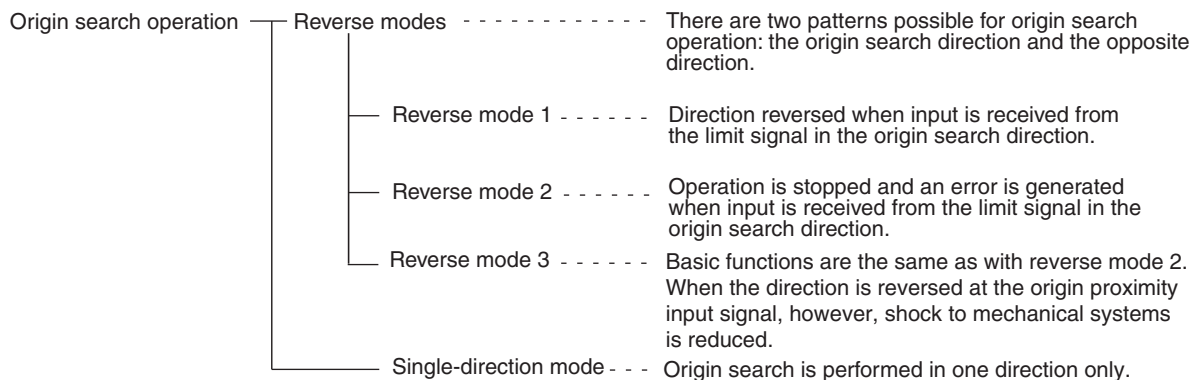 Origin search operation
Reverse modes
There are two patterns possible for origin search
operation: the origin search direction and the opposite
direction.
Reverse mode 1
Direction reversed when input is received from
the limit signal in the origin search direction.
Reverse mode 2
Operation is stopped and an error is generated
when input is received from the limit signal in the
origin search direction.
Reverse mode 3
Basic functions are the same as with reverse mode 2.
When the direction is reversed at the origin proximity
input signal, however, shock to mechanical systems
is reduced.
Single-direction mode
Origin search is performed in one direction only.